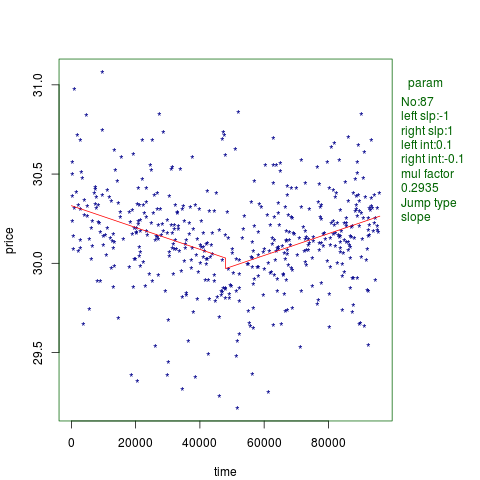 param
No:87
left slp:-1
right slp:1
left int:0.1
right int:-0.1
mul factor
0.2935
Jump type
slope
31.0
30.5
30.0
29.5
price
0 20000 40000 60000 80000
time